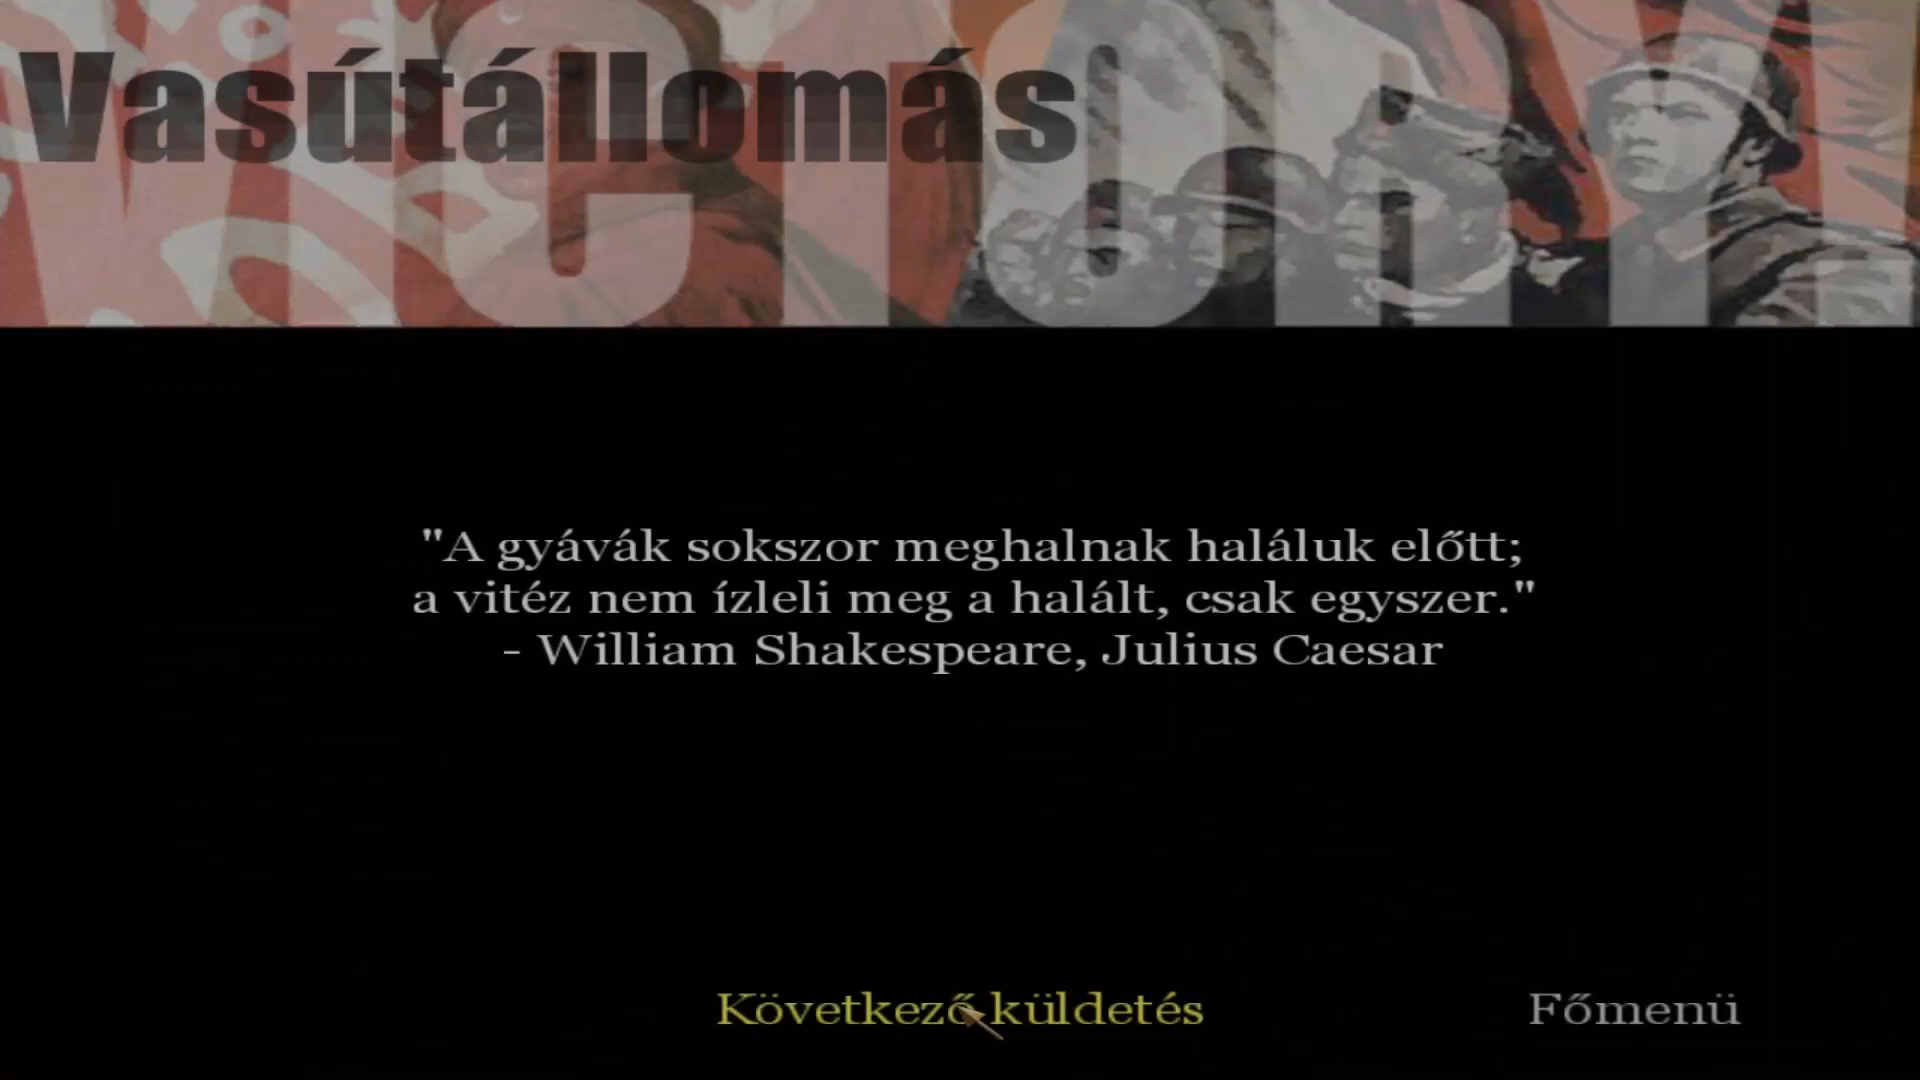 VICTORY
Vasútállomás
"A gyávák sokszor meghalnak haláluk előtt;
a vitéz nem ízleli meg a halált, csak egyszer."
- William Shakespeare, Julius Caesar
Következő küldetés
Főmenü